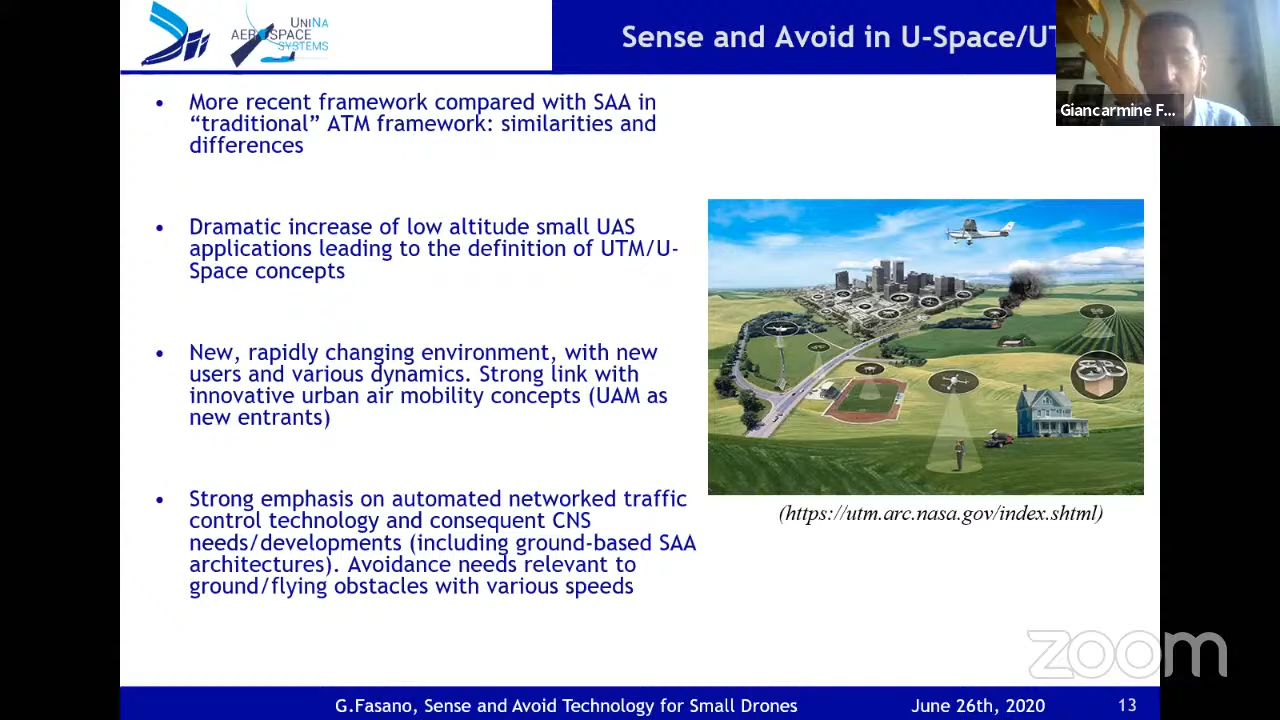 UNINA
AEROSPACE
SYSTEMS
Sense and Avoid in U-Space/UT
Giancarmine F...
• More recent framework compared with SAA in
“traditional” ATM framework: similarities and
differences
• Dramatic increase of low altitude small UAS
applications leading to the definition of UTM/U-
Space concepts
• New, rapidly changing environment, with new
users and various dynamics. Strong link with
innovative urban air mobility concepts (UAM as
new entrants)
• Strong emphasis on automated networked traffic
control technology and consequent CNS
needs/developments (including ground-based SAA
architectures). Avoidance needs relevant to
ground/flying obstacles with various speeds
(https://utm.arc.nasa.gov/index.shtml)
zoom
G.Fasano, Sense and Avoid Technology for Small Drones
June 26th, 2020
13